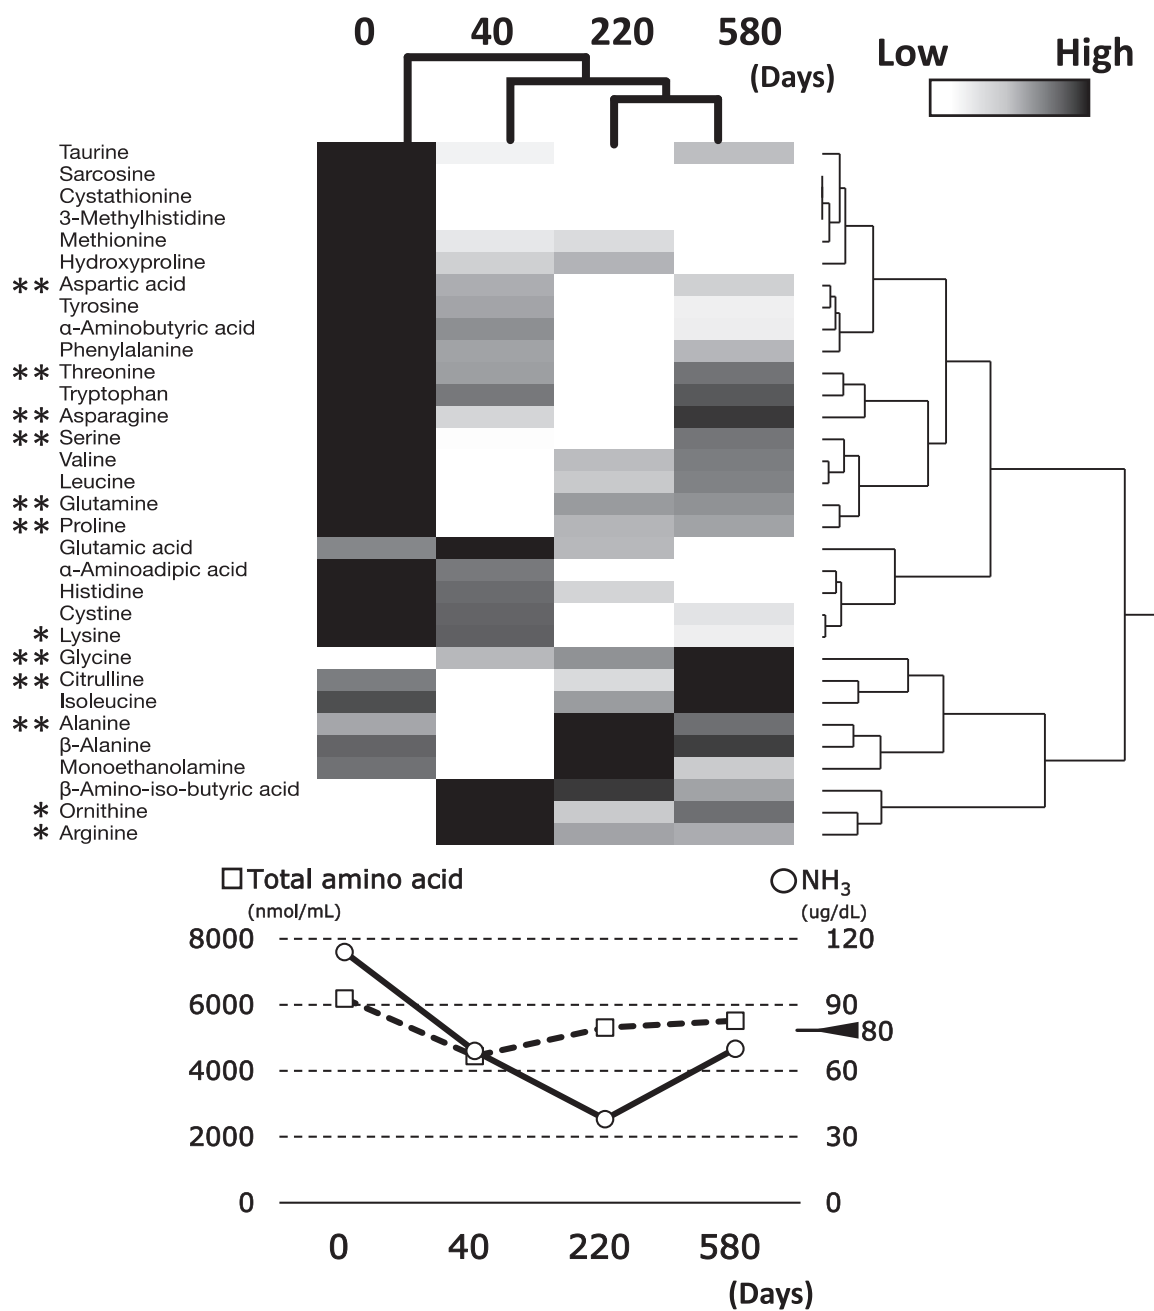 0 40 220 580
(Days)
Low High
Taurine
Sarcosine
Cystathionine
3-Methylhistidine
Methionine
Hydroxyproline
** Aspartic acid
Tyrosine
α-Aminobutyric acid
Phenylalanine
** Threonine
Tryptophan
** Asparagine
** Serine
Valine
Leucine
** Glutamine
** Proline
Glutamic acid
α-Aminoadipic acid
Histidine
Cystine
* Lysine
** Glycine
** Citrulline
Isoleucine
** Alanine
β-Alanine
Monoethanolamine
β-Amino-iso-butyric acid
* Ornithine
* Arginine
Total amino acid NH₃
(nmol/mL) (ug/dL)
8000 120
6000 90
80
4000 60
2000 30
0 0
0 40 220 580
(Days)